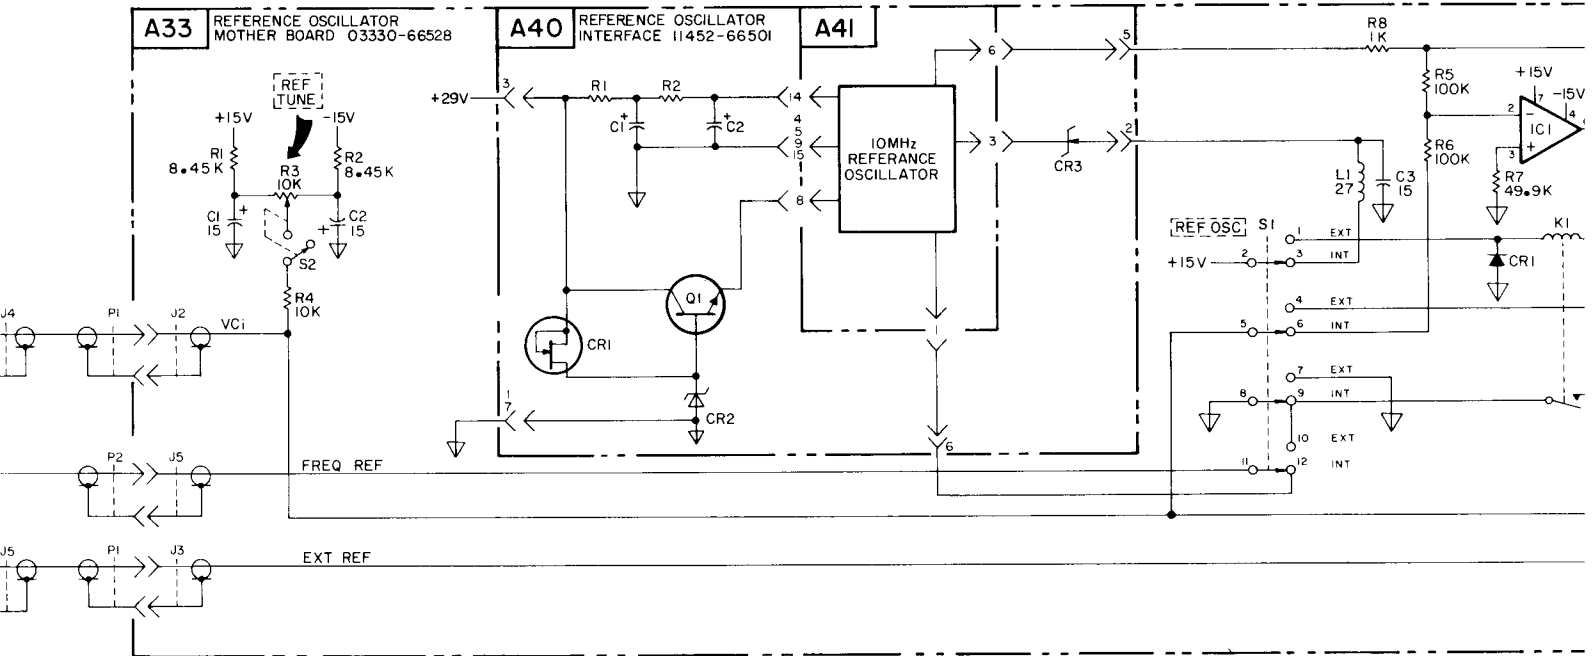 A33
REFERENCE OSCILLATOR
MOTHER BOARD 03330-66528
A40
REFERENCE OSCILLATOR
INTERFACE 11452-66501
A41
REF
TUNE
+15V
-15V
R1
8.45K
R3
10K
R2
8.45K
C1
15
+
C2
15
+
S2
R4
10K
J4
P1
J2
VCi
P2
J5
FREQ REF
J5
P1
J3
EXT REF
+29V
3
R1
R2
C1
+
C2
+
14
4
5
9
15
8
10MHz
REFERANCE
OSCILLATOR
6
5
3
2
CR3
Q1
CR1
CR2
1
7
1
6
R8
1K
R5
100K
R6
100K
+15V
7
-15V
4
2
-
IC1
3
+
R7
49.9K
L1
27
C3
15
REF OSC
S1
+15V
2
1
EXT
3
INT
K1
CR1
4
EXT
5
6
INT
7
EXT
8
9
INT
10
EXT
11
12
INT